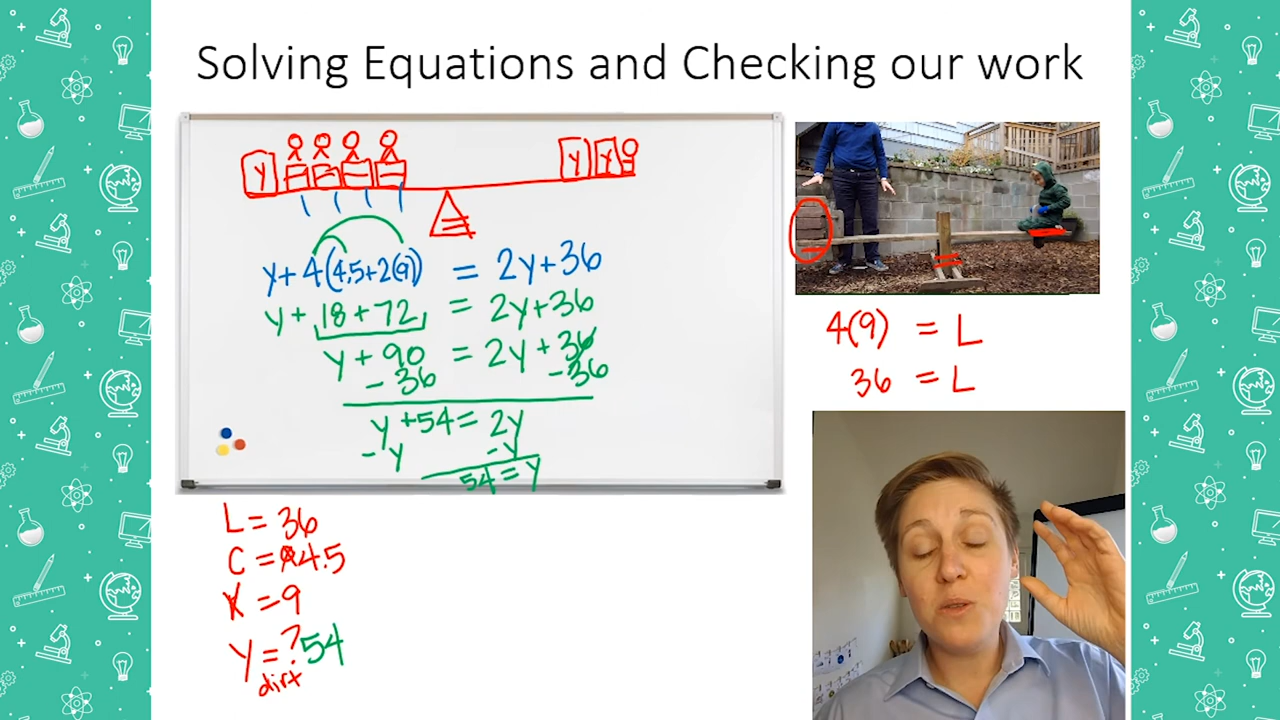 Solving Equations and Checking our work
Y Y Y
y + 4(4.5+2(9)) = 2y+36
y + 18 + 72 = 2y+36
y + 90 = 2y + 36
- 36 - 36
y + 54 = 2y
- y - y
54 = y
=
4(9) = L
36 = L
L = 36
C = 4.5
X = 9
Y = ? 54
dirt